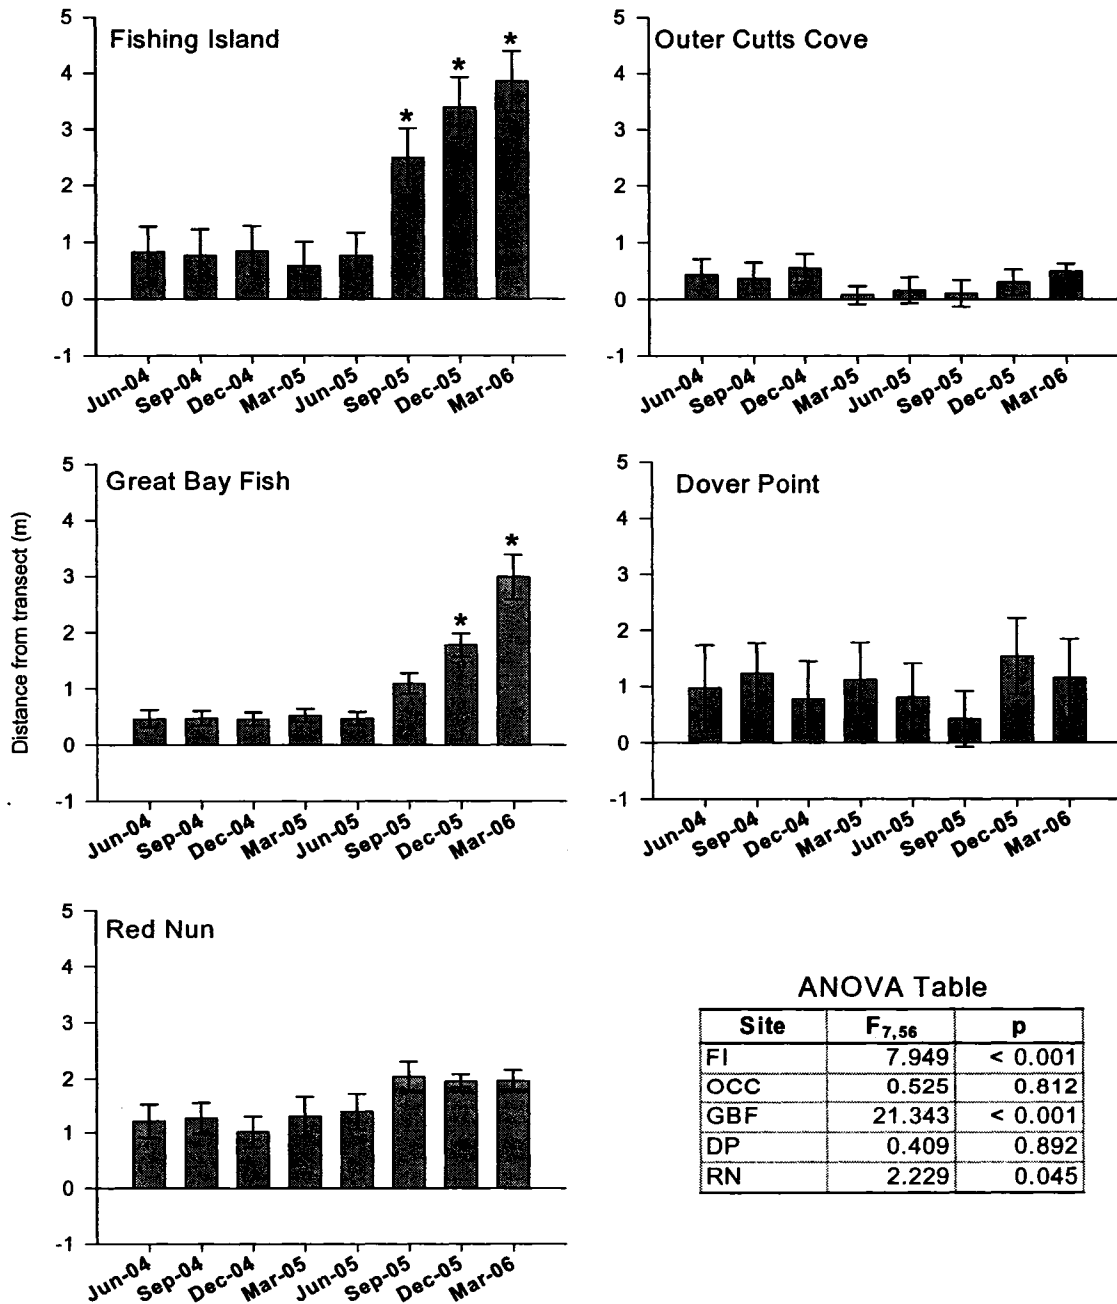 Distance from transect (m)
Fishing Island
5
4
3
2
1
0
-1
* * *
Jun-04 Sep-04 Dec-04 Mar-05 Jun-05 Sep-05 Dec-05 Mar-06
Outer Cutts Cove
5
4
3
2
1
0
-1
Jun-04 Sep-04 Dec-04 Mar-05 Jun-05 Sep-05 Dec-05 Mar-06
Great Bay Fish
5
4
3
2
1
0
-1
* *
Jun-04 Sep-04 Dec-04 Mar-05 Jun-05 Sep-05 Dec-05 Mar-06
Dover Point
5
4
3
2
1
0
-1
Jun-04 Sep-04 Dec-04 Mar-05 Jun-05 Sep-05 Dec-05 Mar-06
Red Nun
5
4
3
2
1
0
-1
Jun-04 Sep-04 Dec-04 Mar-05 Jun-05 Sep-05 Dec-05 Mar-06
ANOVA Table
Site F7,56 p
FI 7.949 < 0.001
OCC 0.525 0.812
GBF 21.343 < 0.001
DP 0.409 0.892
RN 2.229 0.045